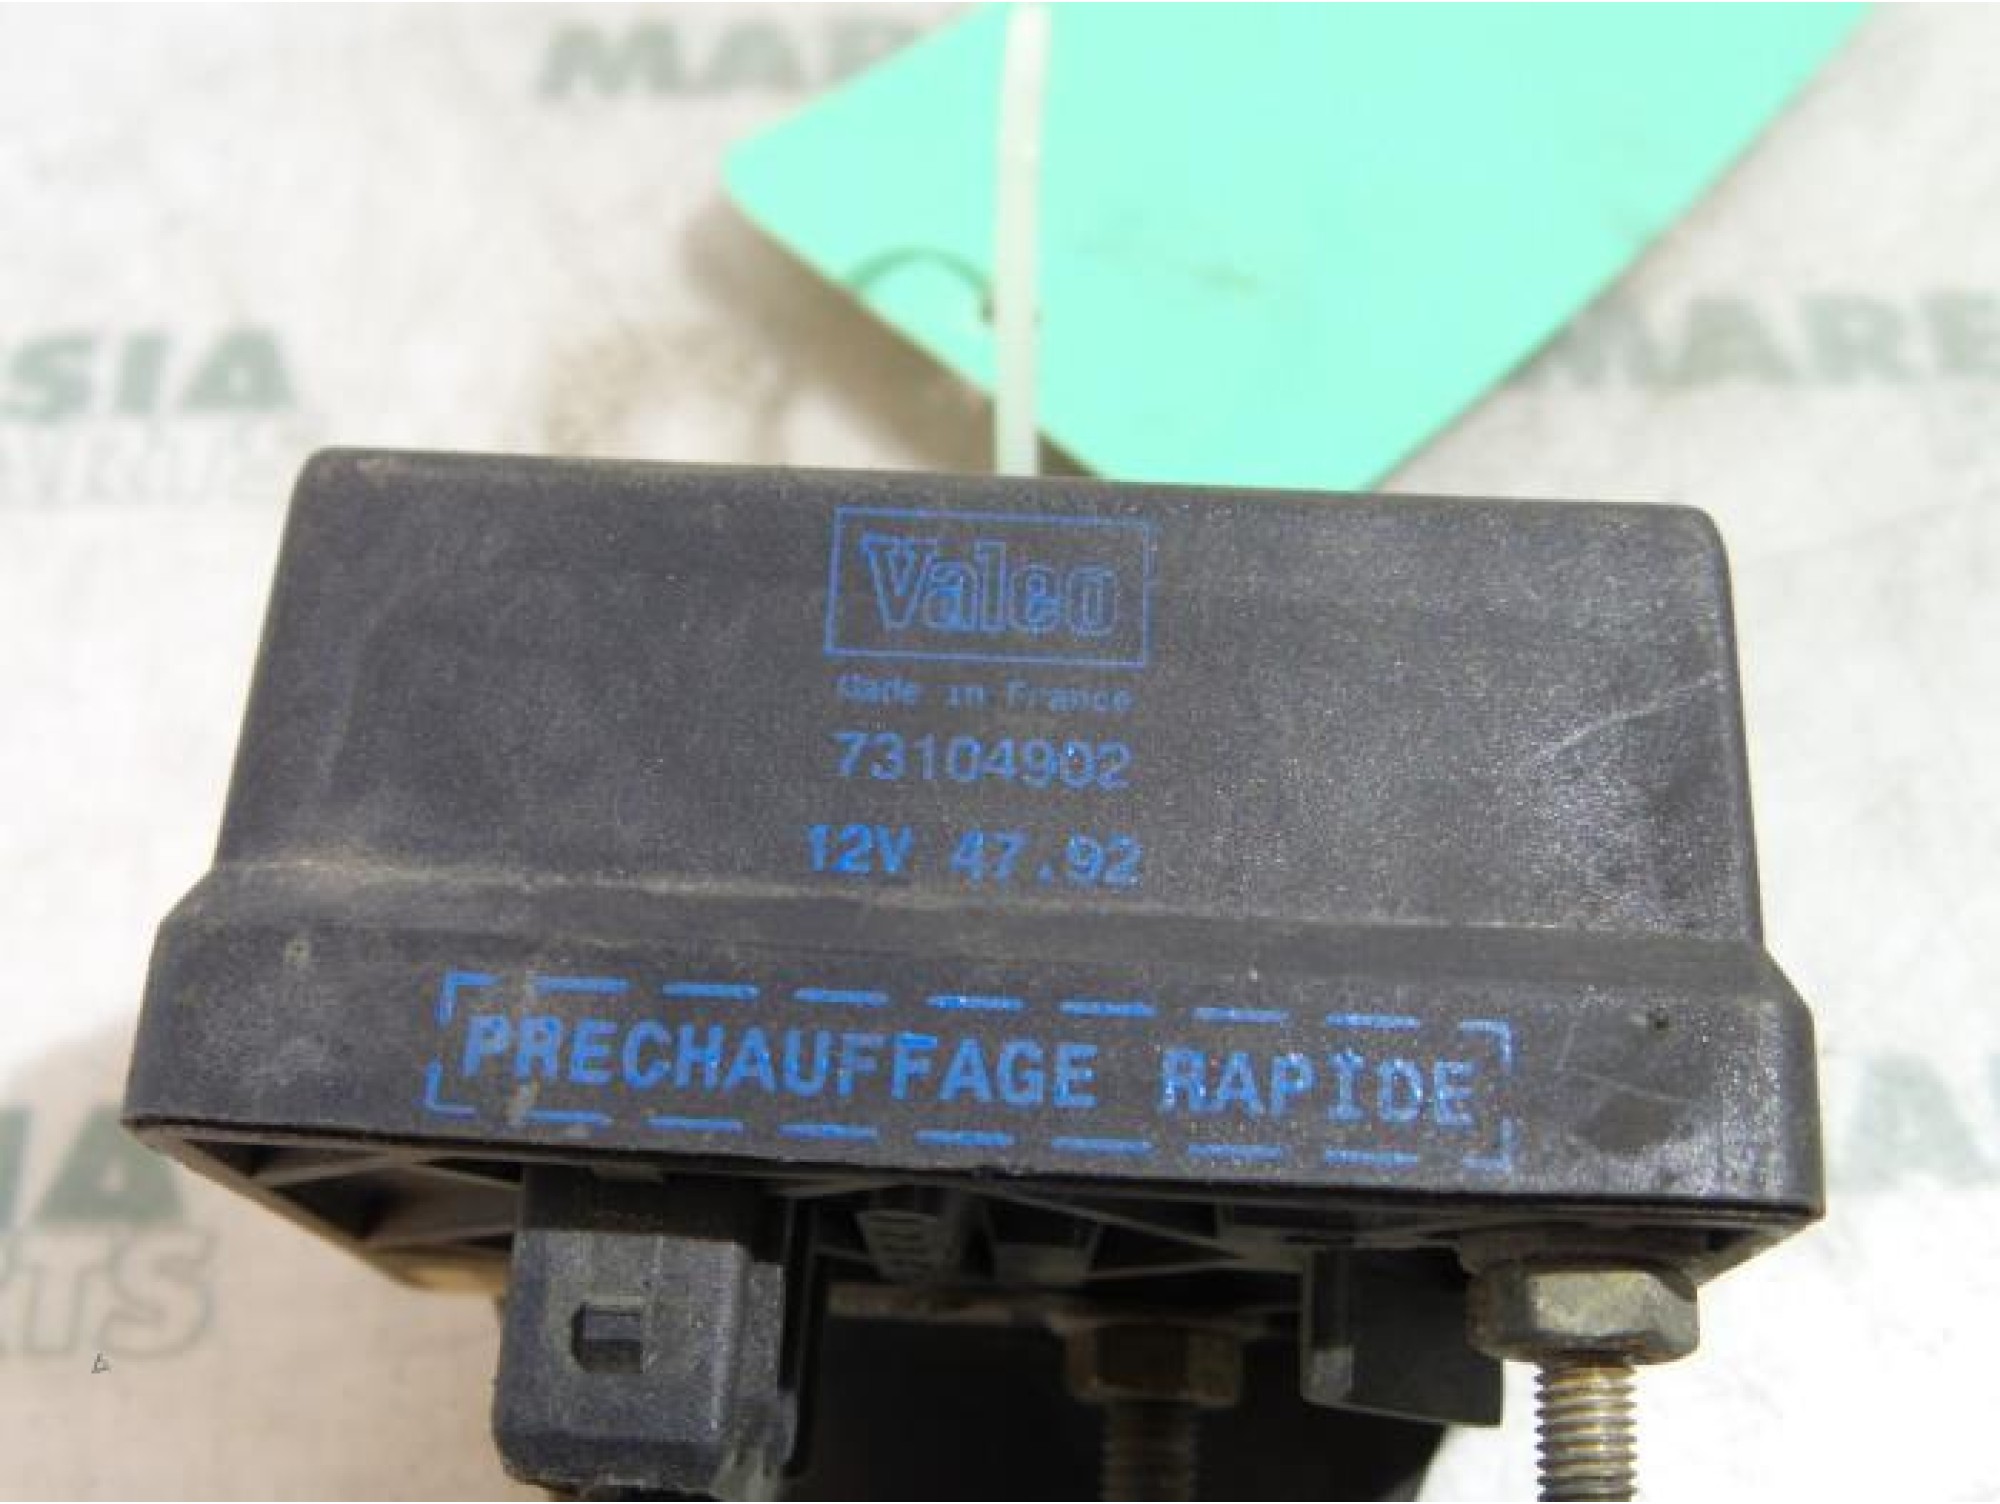 Valeo
Made in France
73104902
12V 47.92
PRECHAUFFAGE RAPIDE